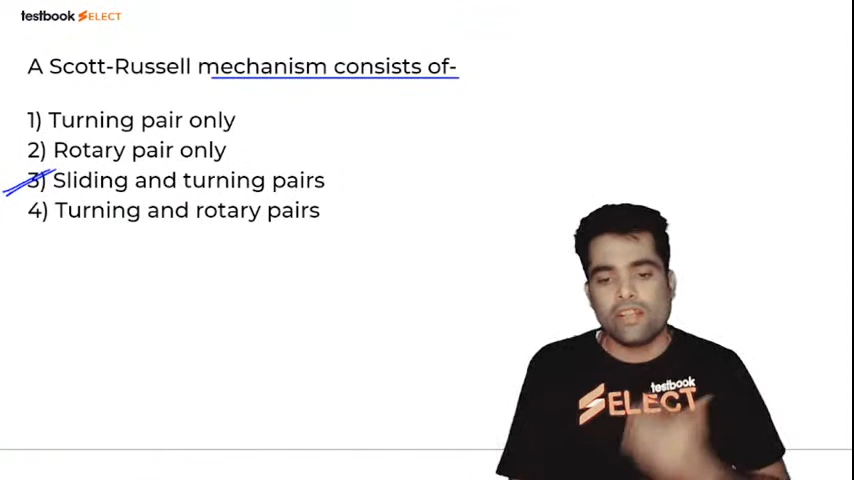 testbook SELECT
A Scott-Russell mechanism consists of-
1) Turning pair only
2) Rotary pair only
3) Sliding and turning pairs
4) Turning and rotary pairs
testbook
SELECT